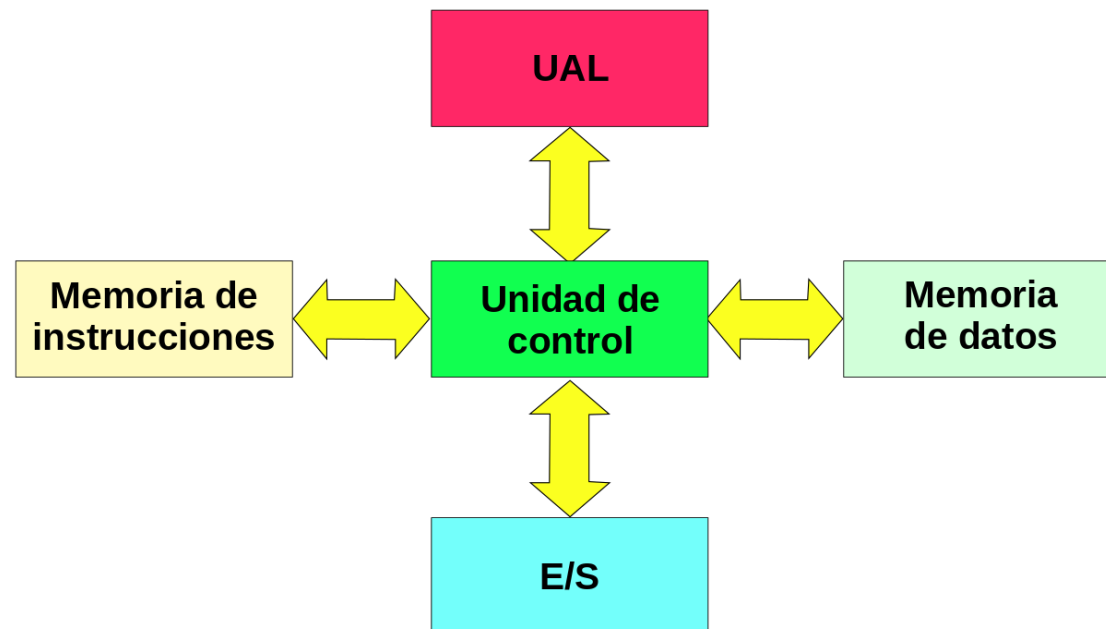 UAL
Memoria de
instrucciones
Unidad de
control
Memoria
de datos
E/S